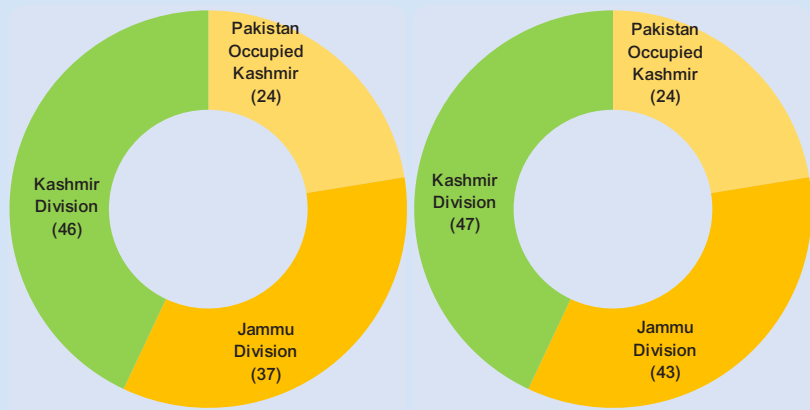 Pakistan
Occupied
Kashmir
(24)
Kashmir
Division
(46)
Jammu
Division
(37)
Pakistan
Occupied
Kashmir
(24)
Kashmir
Division
(47)
Jammu
Division
(43)